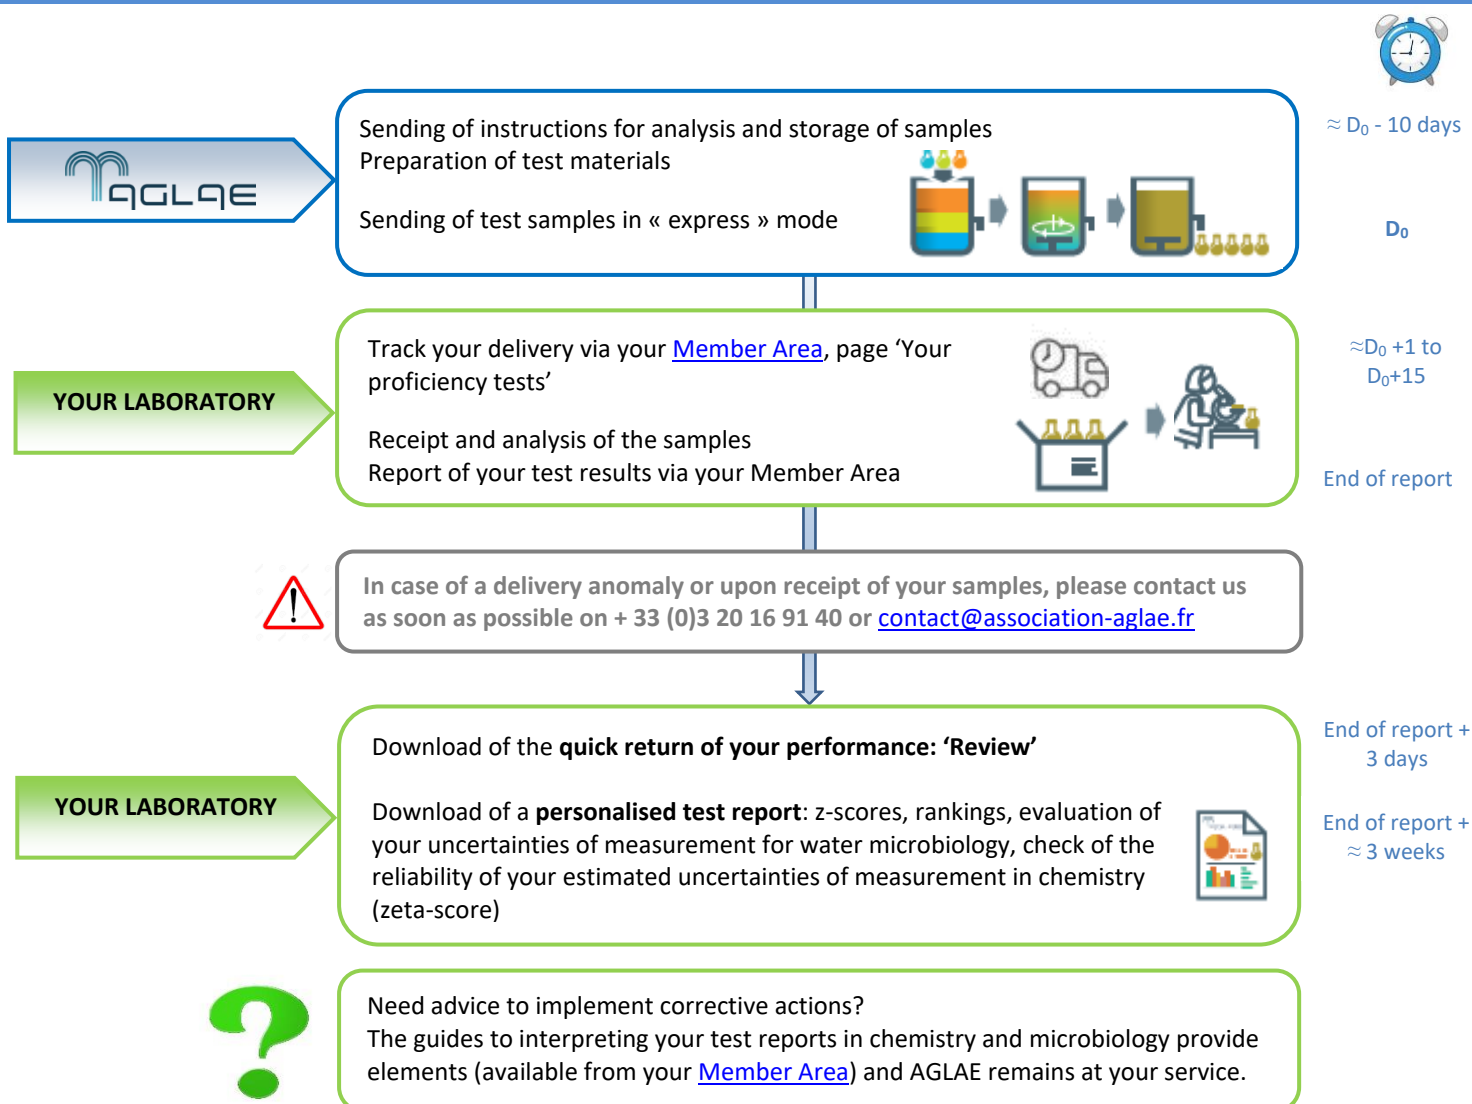 ≈ D₀ - 10 days
AGLAE
Sending of instructions for analysis and storage of samples
Preparation of test materials
Sending of test samples in « express » mode
D₀
YOUR LABORATORY
Track your delivery via your Member Area, page ‘Your
proficiency tests’
≈D₀ +1 to
D₀+15
Receipt and analysis of the samples
Report of your test results via your Member Area
End of report
In case of a delivery anomaly or upon receipt of your samples, please contact us
as soon as possible on + 33 (0)3 20 16 91 40 or contact@association-aglae.fr
YOUR LABORATORY
Download of the quick return of your performance: ‘Review’
End of report +
3 days
Download of a personalised test report: z-scores, rankings, evaluation of
your uncertainties of measurement for water microbiology, check of the
reliability of your estimated uncertainties of measurement in chemistry
(zeta-score)
End of report +
≈ 3 weeks
Need advice to implement corrective actions?
The guides to interpreting your test reports in chemistry and microbiology provide
elements (available from your Member Area) and AGLAE remains at your service.